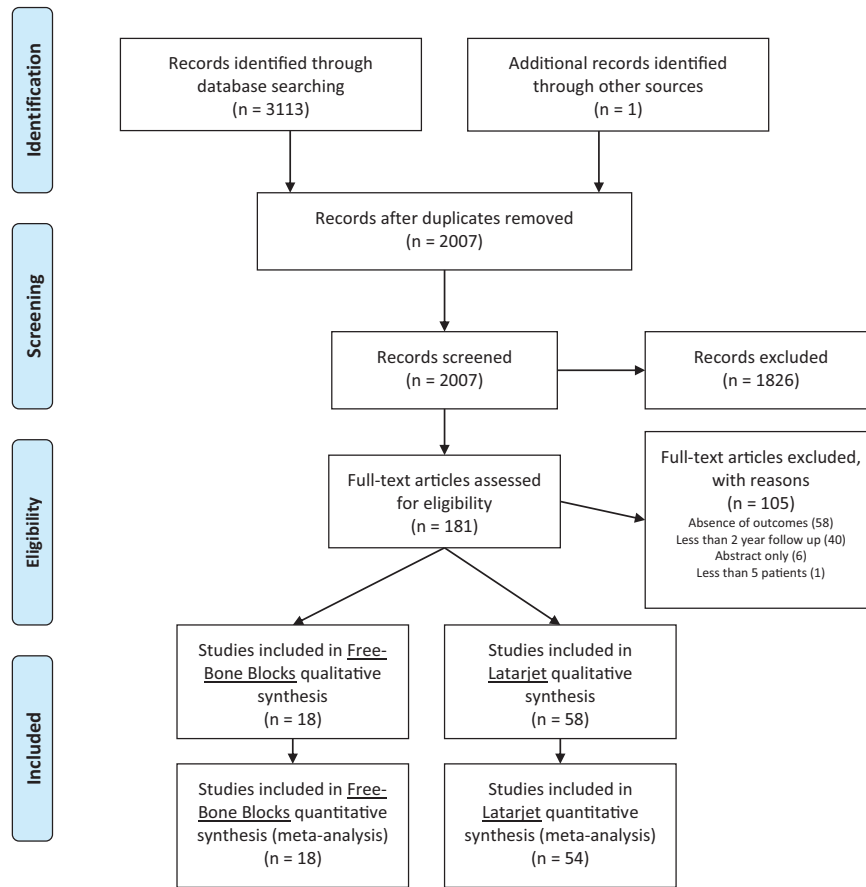 Identification
Records identified through
database searching
(n = 3113)
Additional records identified
through other sources
(n = 1)
Records after duplicates removed
(n = 2007)
Screening
Records screened
(n = 2007)
Records excluded
(n = 1826)
Eligibility
Full-text articles assessed
for eligibility
(n = 181)
Full-text articles excluded,
with reasons
(n = 105)
Absence of outcomes (58)
Less than 2 year follow up (40)
Abstract only (6)
Less than 5 patients (1)
Included
Studies included in Free-
Bone Blocks qualitative
synthesis
(n = 18)
Studies included in
Latarjet qualitative
synthesis
(n = 58)
Studies included in Free-
Bone Blocks quantitative
synthesis (meta-analysis)
(n = 18)
Studies included in
Latarjet quantitative
synthesis (meta-analysis)
(n = 54)